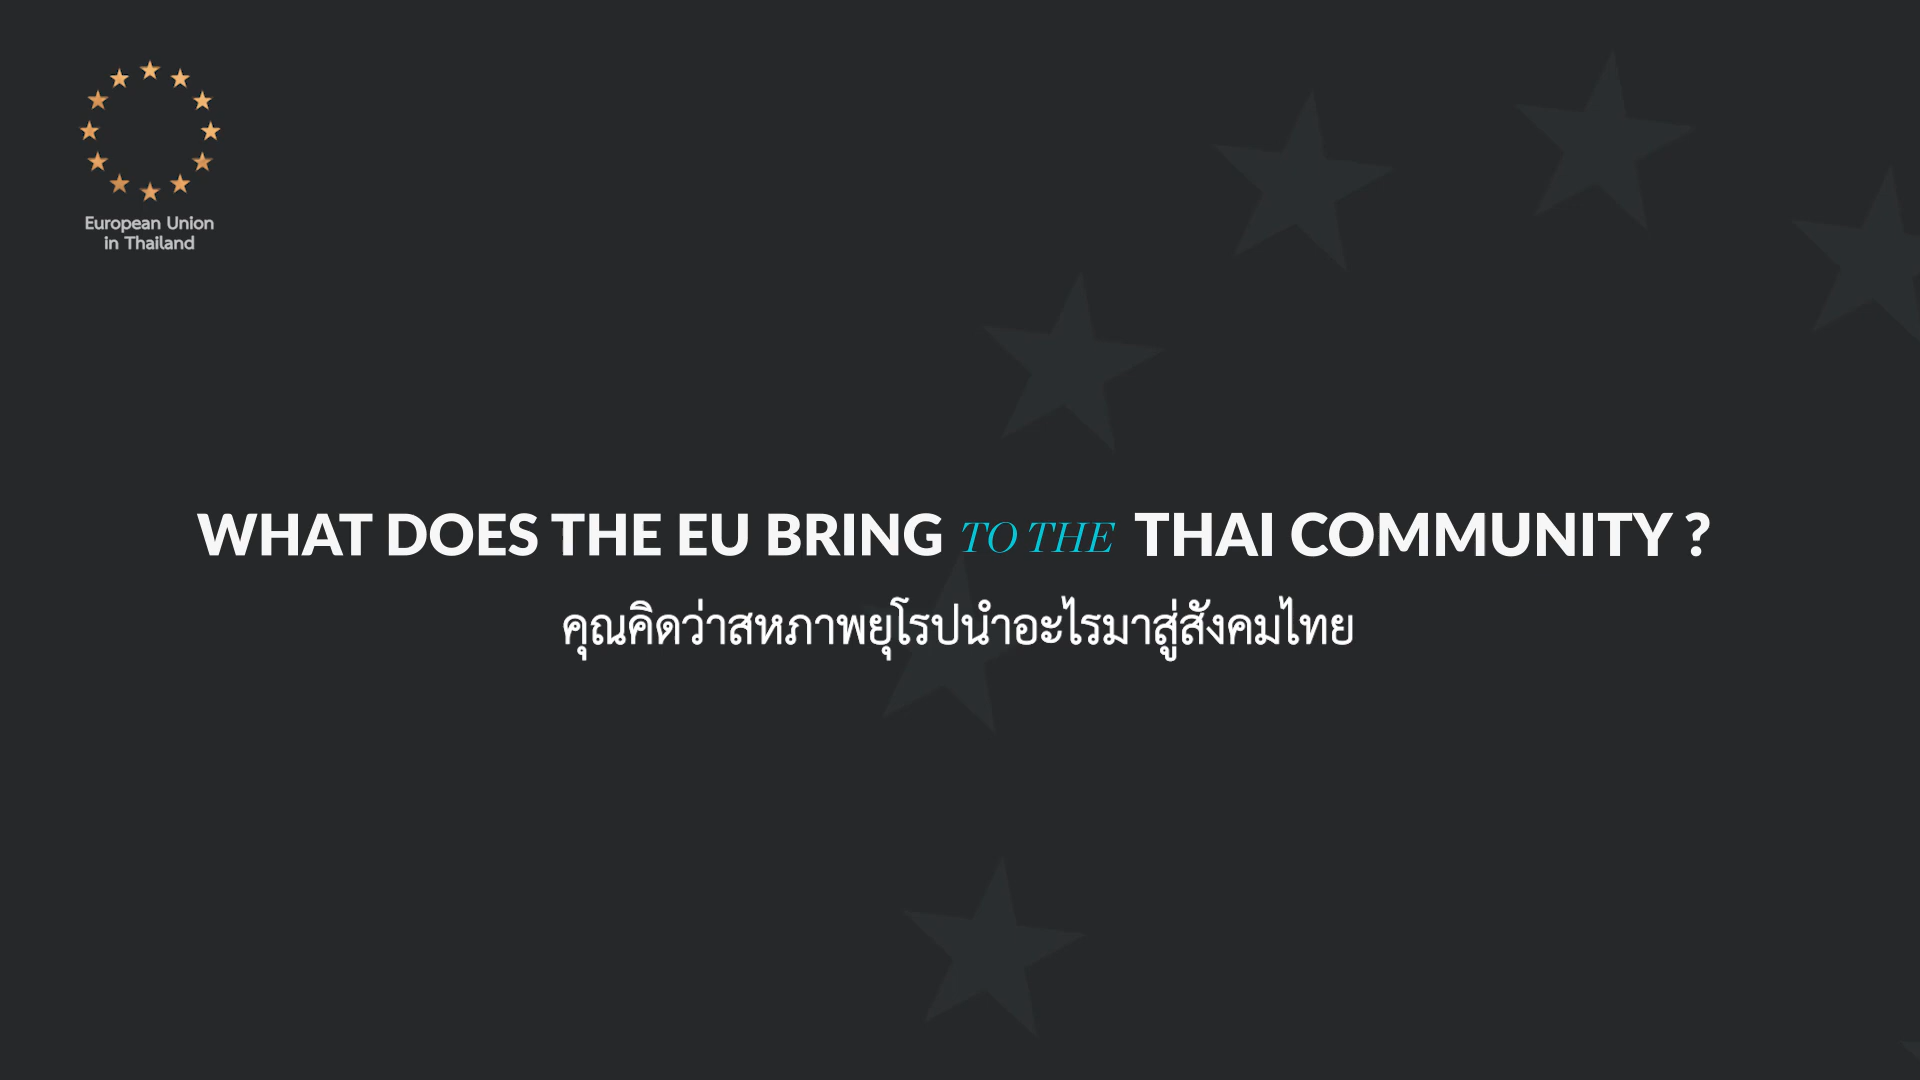 European Union
in Thailand
WHAT DOES THE EU BRING TO THE THAI COMMUNITY ?
คุณคิดว่าสหภาพยุโรปนำอะไรมาสู่สังคมไทย